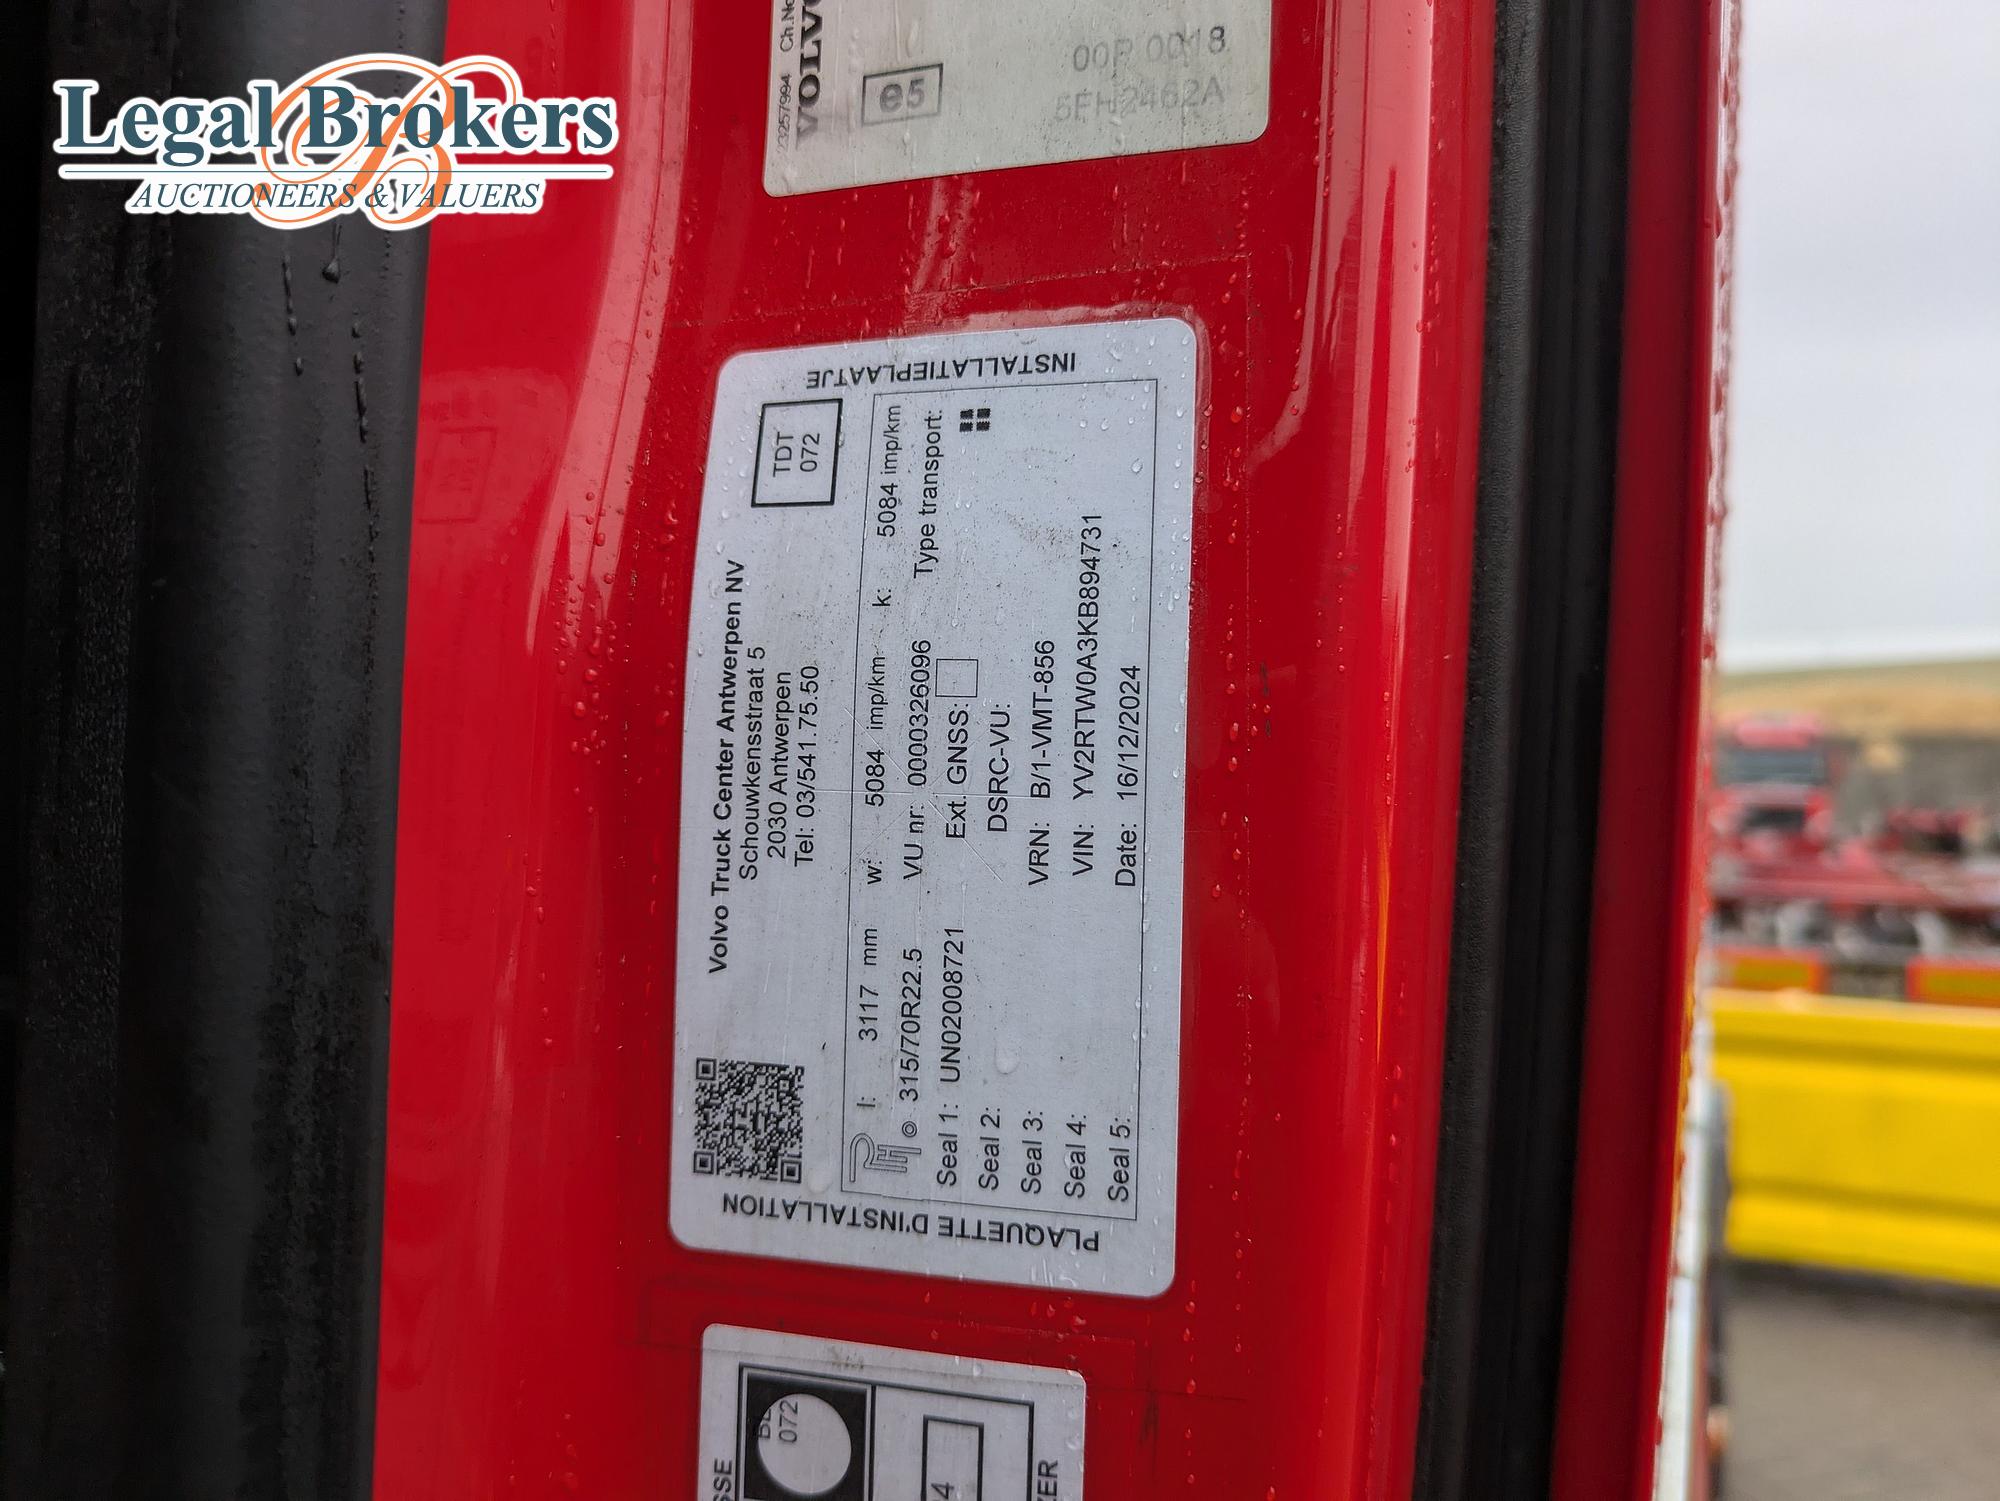 Legal Brokers
AUCTIONEERS & VALUERS
23257994 Ch.No
VOLVO
e5
00P 0018
5FH2462A
INSTALLATIEPLAATJE
PLAQUETTE D'INSTALLATION
Volvo Truck Center Antwerpen NV
Schouwkensstraat 5
2030 Antwerpen
Tel: 03/541.75.50
TDT
072
l: 3117 mm w: 5084 imp/km k: 5084 imp/km
315/70R22.5 VU nr: 0000326096 Type transport:
Seal 1: UN02008721 Ext. GNSS:
Seal 2: DSRC-VU:
Seal 3: VRN: B/1-VMT-856
Seal 4: VIN: YV2RTW0A3KB894731
Seal 5: Date: 16/12/2024
072